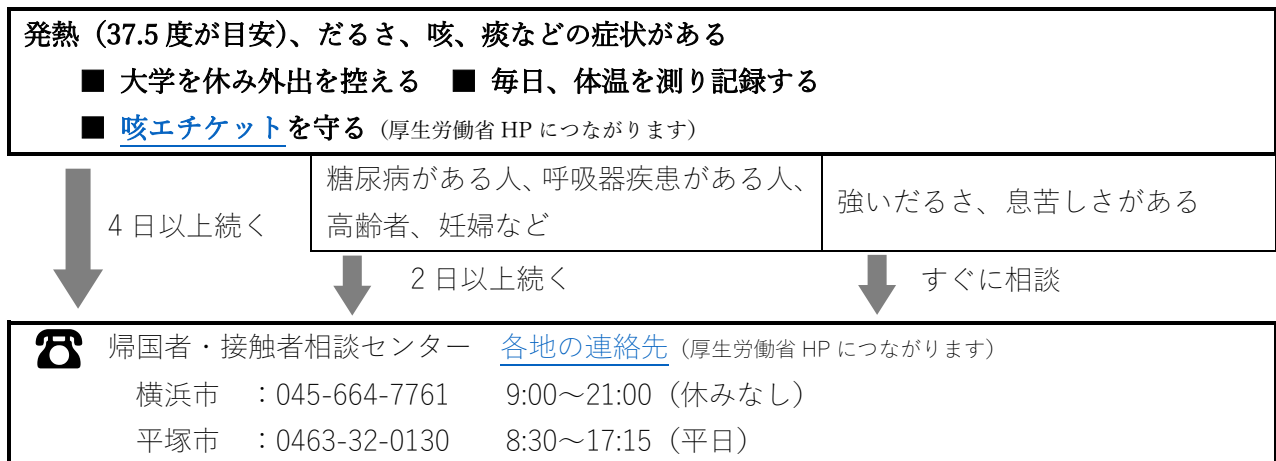 発熱（37.5 度が目安）、だるさ、咳、痰などの症状がある
■ 大学を休み外出を控える ■ 毎日、体温を測り記録する
■ 咳エチケットを守る（厚生労働省 HP につながります）
4 日以上続く
糖尿病がある人、呼吸器疾患がある人、
高齢者、妊婦など
強いだるさ、息苦しさがある
2 日以上続く
すぐに相談
帰国者・接触者相談センター 各地の連絡先（厚生労働省 HP につながります）
横浜市 ：045-664-7761 9:00～21:00（休みなし）
平塚市 ：0463-32-0130 8:30～17:15（平日）